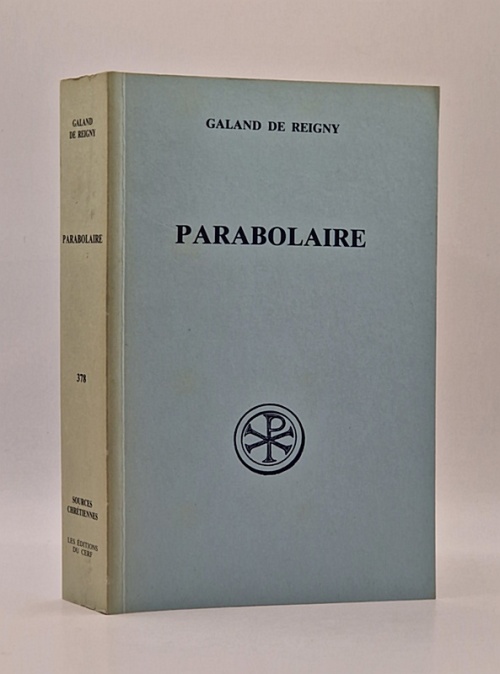 GALAND
DE REIGNY
PARABOLAIRE
378
SOURCES
CHRÉTIENNES
LES ÉDITIONS
DU CERF
GALAND DE REIGNY
PARABOLAIRE